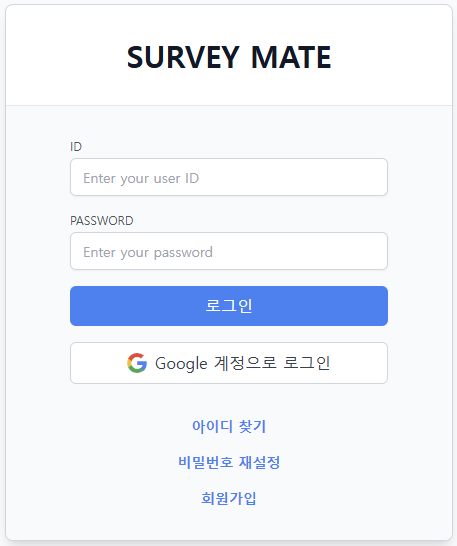 SURVEY MATE
ID
Enter your user ID
PASSWORD
Enter your password
로그인
Google 계정으로 로그인
아이디 찾기
비밀번호 재설정
회원가입